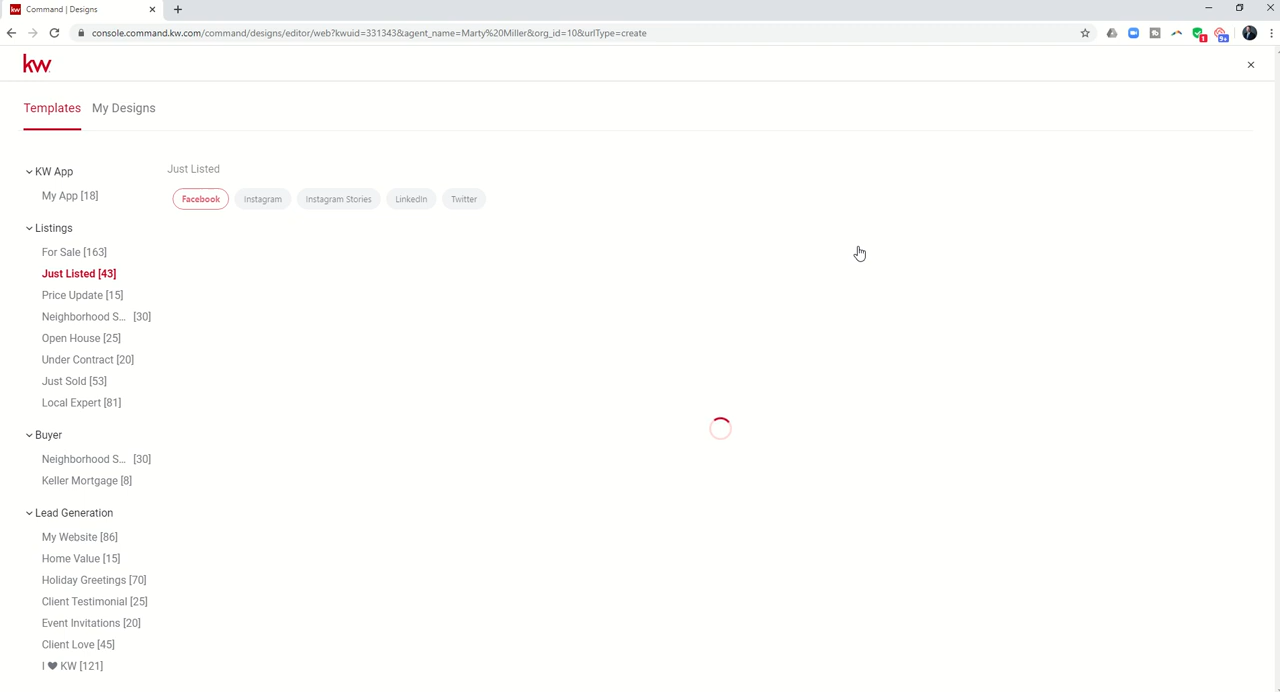 kw Command | Designs
console.command.kw.com/command/designs/editor/web?kwuid=331343&agent_name=Marty%20Miller&org_id=10&urlType=create
1
9+
kw
Templates My Designs
KW App
My App [18]
Listings
For Sale [163]
Just Listed [43]
Price Update [15]
Neighborhood S... [30]
Open House [25]
Under Contract [20]
Just Sold [53]
Local Expert [81]
Buyer
Neighborhood S... [30]
Keller Mortgage [8]
Lead Generation
My Website [86]
Home Value [15]
Holiday Greetings [70]
Client Testimonial [25]
Event Invitations [20]
Client Love [45]
I ❤ KW [121]
Just Listed
Facebook Instagram Instagram Stories LinkedIn Twitter